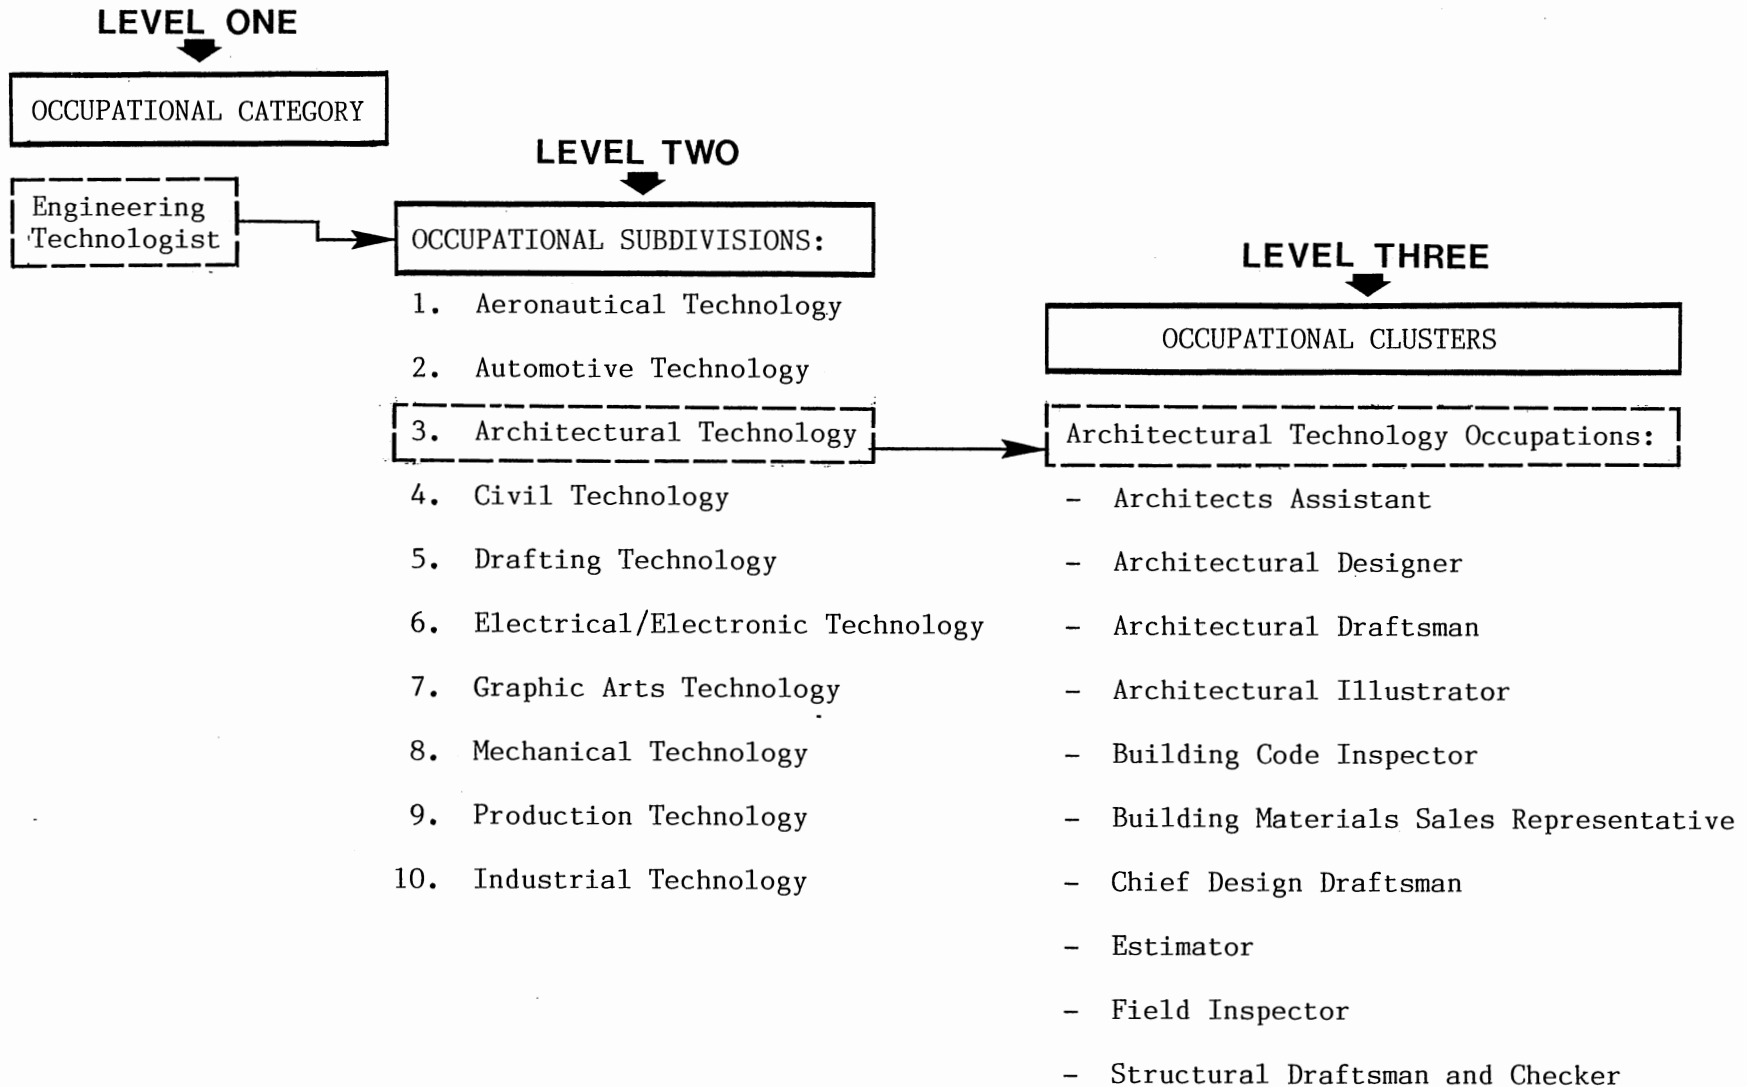 LEVEL ONE
OCCUPATIONAL CATEGORY
Engineering
Technologist
LEVEL TWO
OCCUPATIONAL SUBDIVISIONS:
1. Aeronautical Technology
2. Automotive Technology
3. Architectural Technology
4. Civil Technology
5. Drafting Technology
6. Electrical/Electronic Technology
7. Graphic Arts Technology
8. Mechanical Technology
9. Production Technology
10. Industrial Technology
LEVEL THREE
OCCUPATIONAL CLUSTERS
Architectural Technology Occupations:
- Architects Assistant
- Architectural Designer
- Architectural Draftsman
- Architectural Illustrator
- Building Code Inspector
- Building Materials Sales Representative
- Chief Design Draftsman
- Estimator
- Field Inspector
- Structural Draftsman and Checker